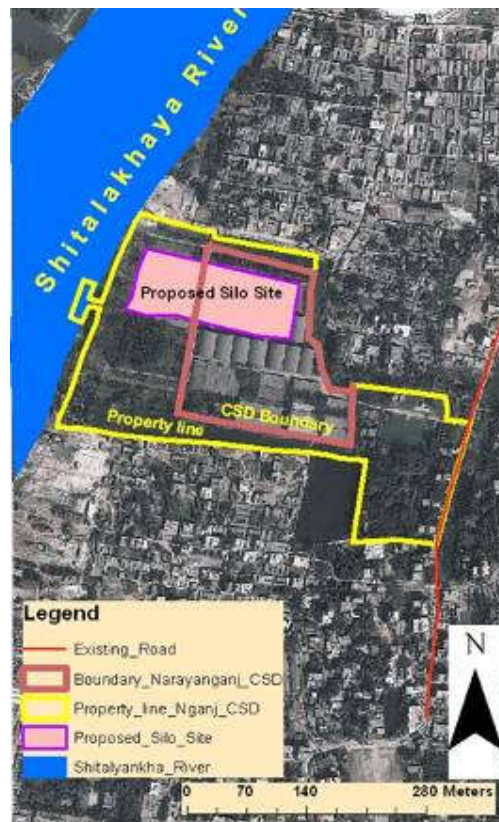 Shitalakhaya River
Proposed Silo Site
CSD Boundary
Property line
Legend
Existing_Road
Boundary_Narayanganj_CSD
Property_line_Nganj_CSD
Proposed_Silo_Site
Shitalyankha_River
N
0 70 140 280 Meters